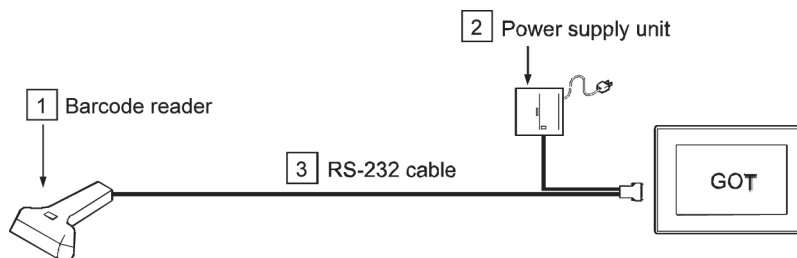 2 Power supply unit
1 Barcode reader
3 RS-232 cable
GOT